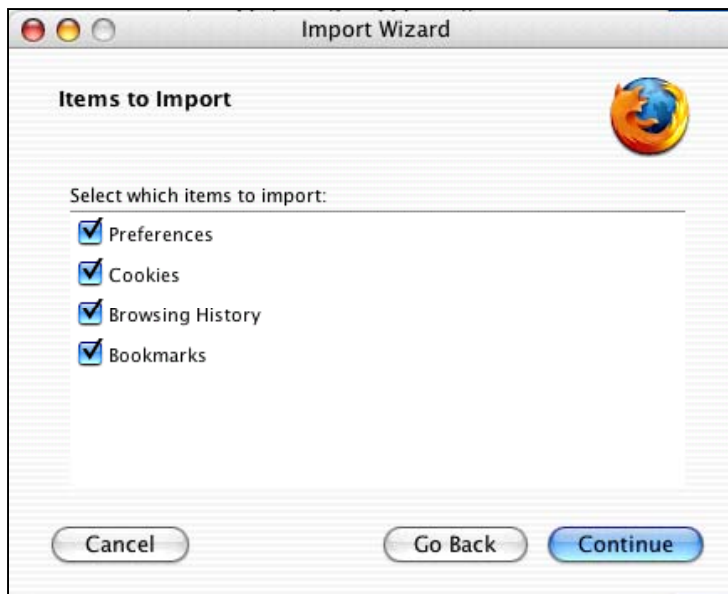 Import Wizard
Items to Import
Select which items to import:
Preferences
Cookies
Browsing History
Bookmarks
Cancel Go Back Continue